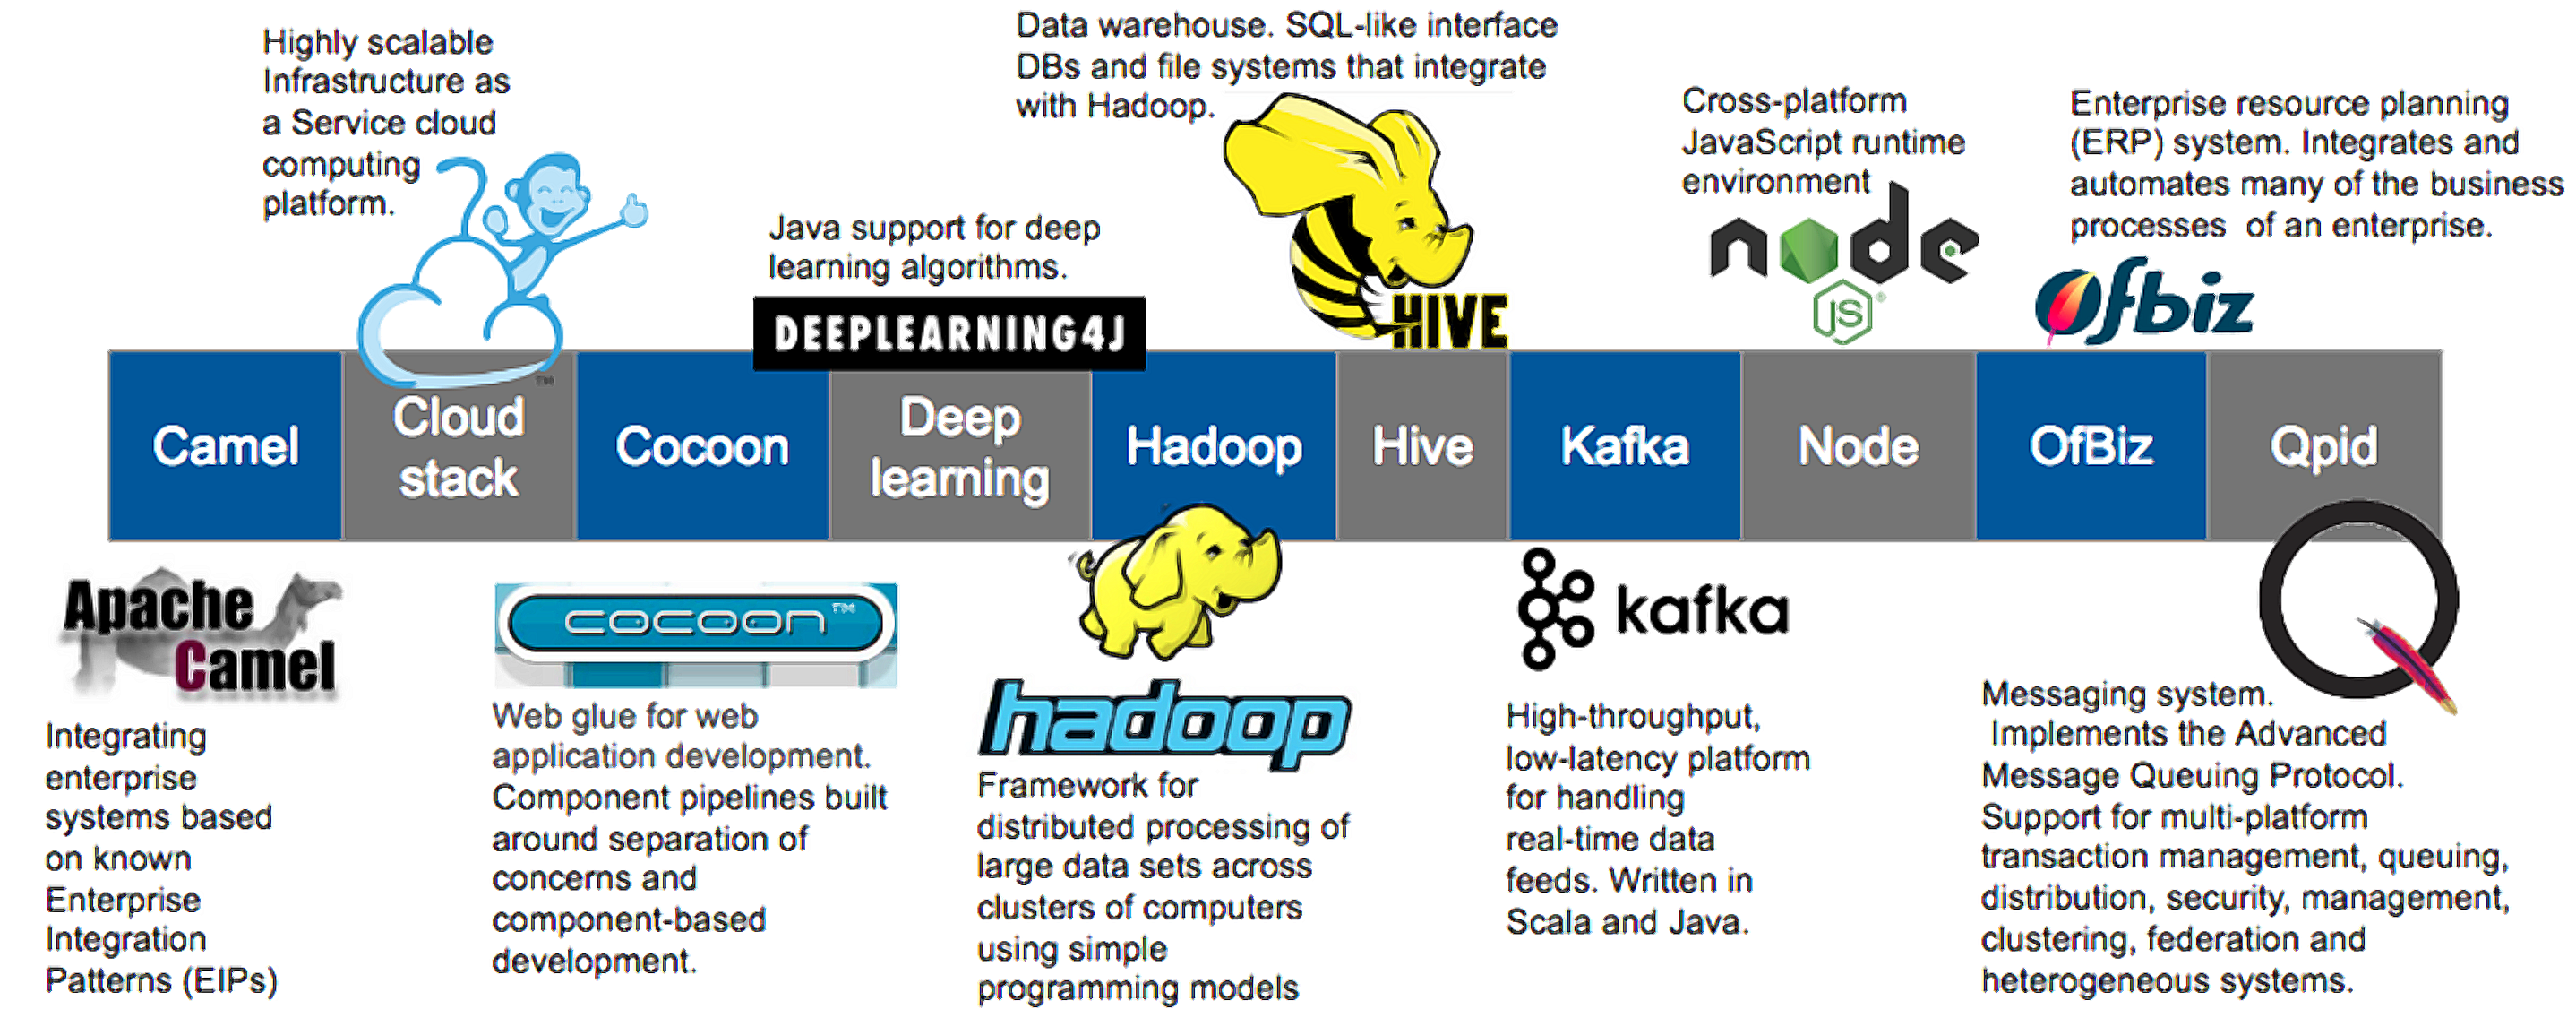 Highly scalable
Infrastructure as
a Service cloud
computing
platform.
Java support for deep
learning algorithms.
DEEPLEARNING4J
Data warehouse. SQL-like interface
DBs and file systems that integrate
with Hadoop.
HIVE
Cross-platform
JavaScript runtime
environment
node
JS®
Enterprise resource planning
(ERP) system. Integrates and
automates many of the business
processes of an enterprise.
Ofbiz
TM
Camel
Cloud
stack
Cocoon
Deep
learning
Hadoop
Hive
Kafka
Node
OfBiz
Qpid
Apache
Camel
Integrating
enterprise
systems based
on known
Enterprise
Integration
Patterns (EIPs)
cocoon™
Web glue for web
application development.
Component pipelines built
around separation of
concerns and
component-based
development.
hadoop
Framework for
distributed processing of
large data sets across
clusters of computers
using simple
programming models
kafka
High-throughput,
low-latency platform
for handling
real-time data
feeds. Written in
Scala and Java.
Messaging system.
Implements the Advanced
Message Queuing Protocol.
Support for multi-platform
transaction management, queuing,
distribution, security, management,
clustering, federation and
heterogeneous systems.